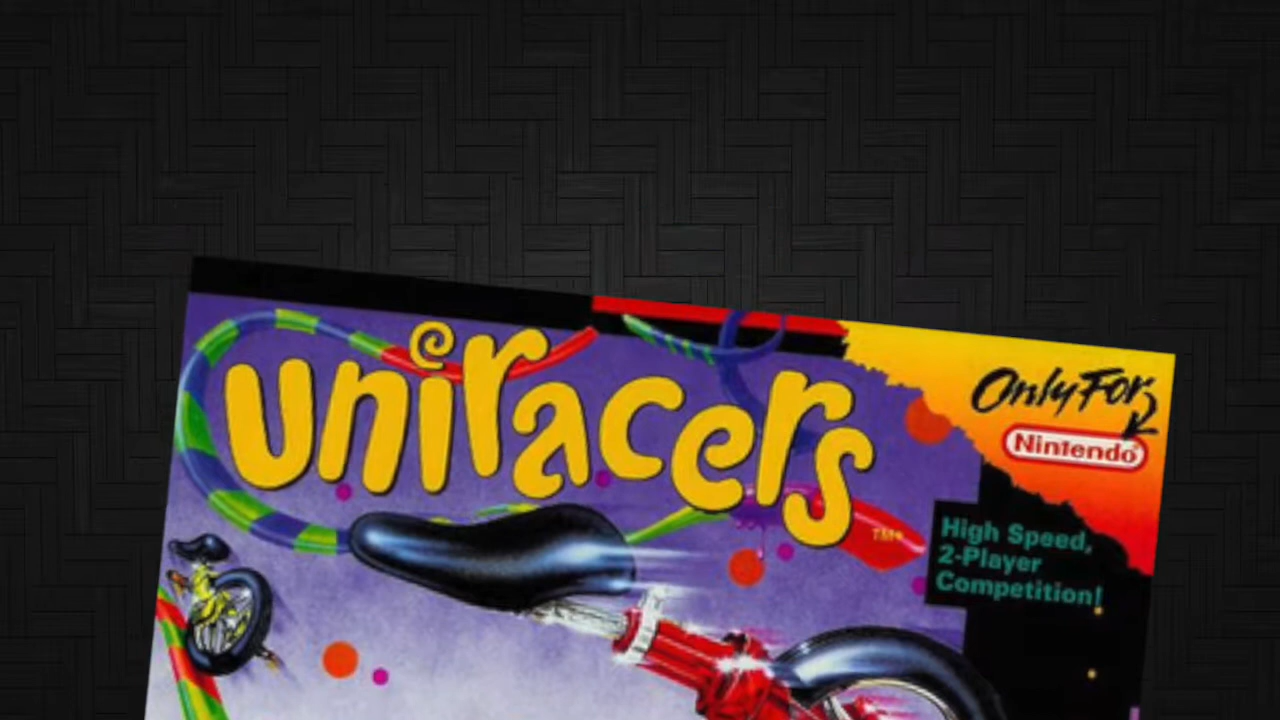 uniracers
TM
Only For
Nintendo
High Speed,
2-Player
Competition!